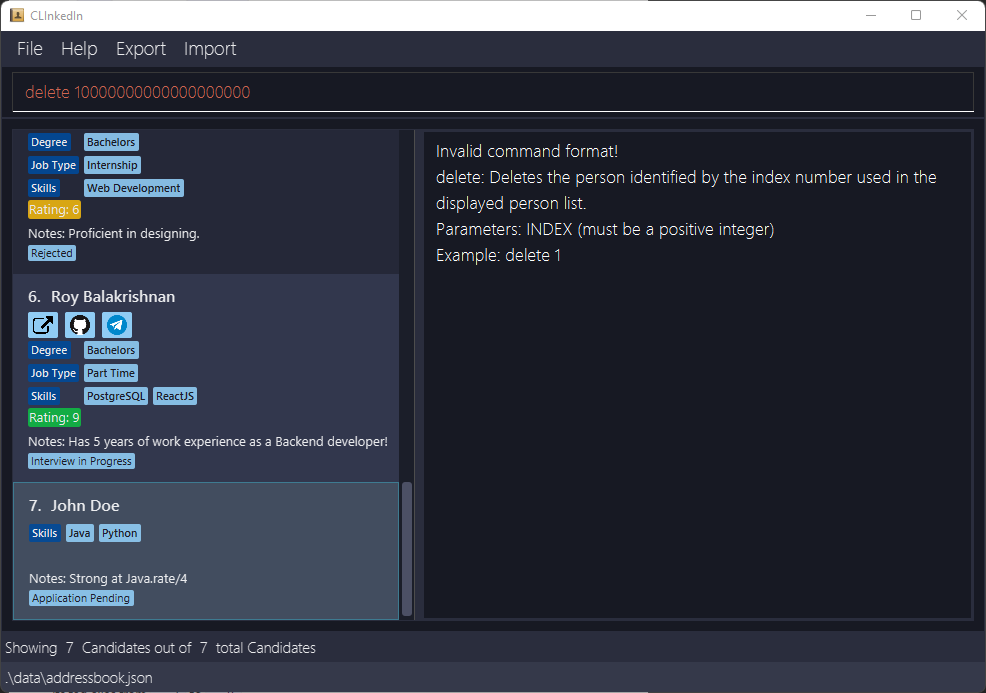 CLInkedIn
File Help Export Import
delete 10000000000000000000
Degree Bachelors
Job Type Internship
Skills Web Development
Rating: 6
Notes: Proficient in designing.
Rejected
6. Roy Balakrishnan
Degree Bachelors
Job Type Part Time
Skills PostgreSQL ReactJS
Rating: 9
Notes: Has 5 years of work experience as a Backend developer!
Interview in Progress
7. John Doe
Skills Java Python
Notes: Strong at Java.rate/4
Application Pending
Invalid command format!
delete: Deletes the person identified by the index number used in the
displayed person list.
Parameters: INDEX (must be a positive integer)
Example: delete 1
Showing 7 Candidates out of 7 total Candidates
.\data\addressbook.json